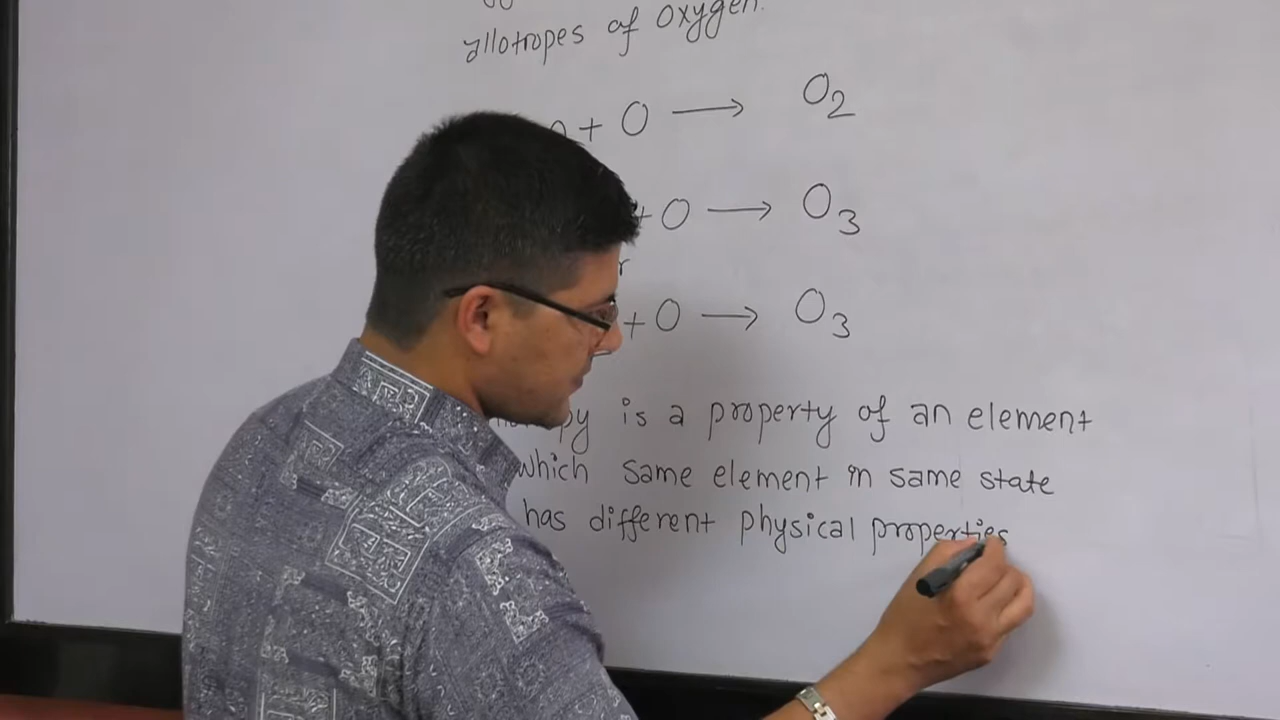 allotropes of oxygen.
+ O → O2
+ O → O3
+ O → O3
is a property of an element
which same element in same state
has different physical properties